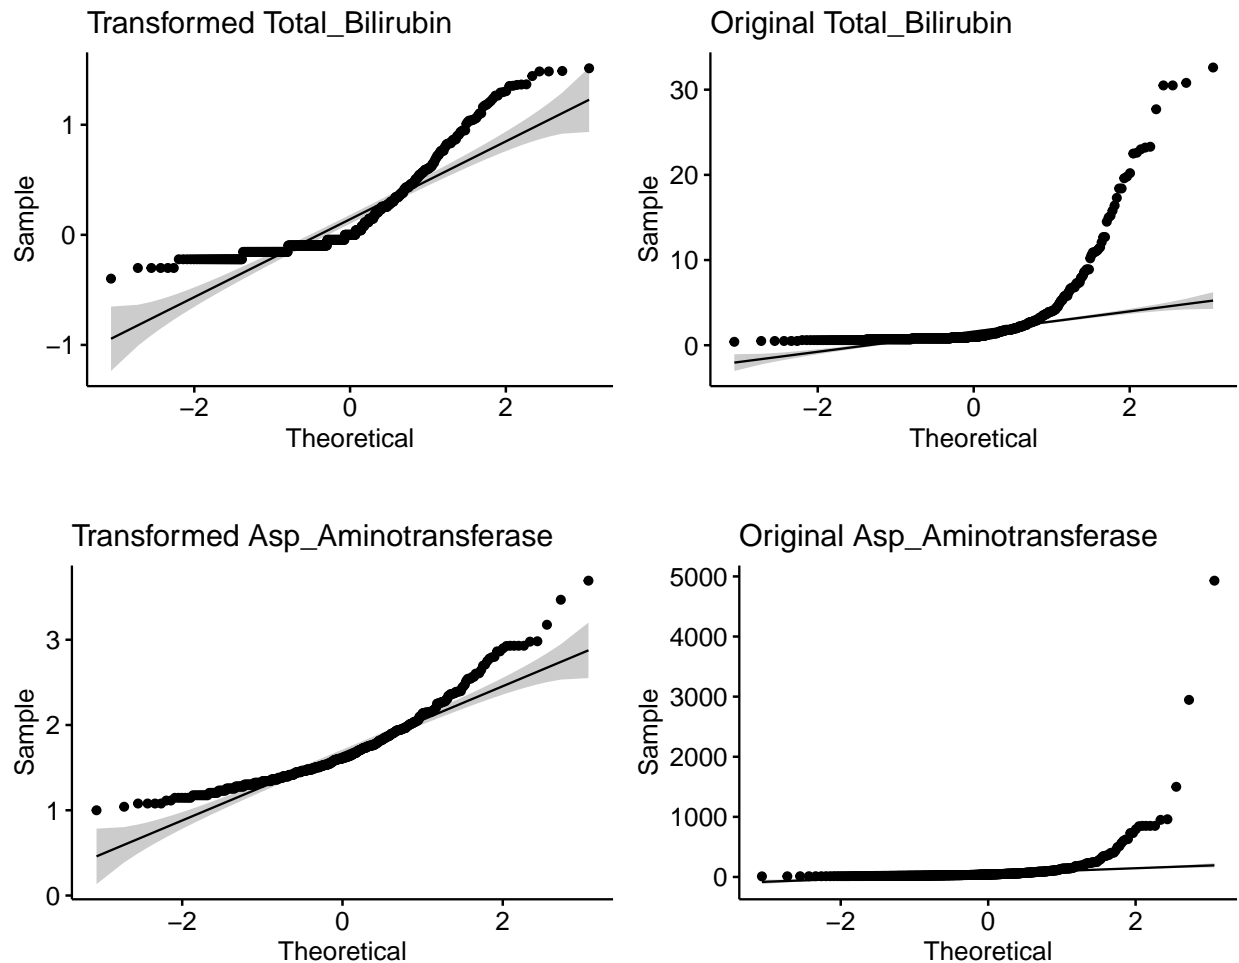 Transformed Total_Bilirubin
1
0
−1
Sample
−2 0 2
Theoretical
Original Total_Bilirubin
30
20
10
0
Sample
−2 0 2
Theoretical
Transformed Asp_Aminotransferase
3
2
1
0
Sample
−2 0 2
Theoretical
Original Asp_Aminotransferase
5000
4000
3000
2000
1000
0
Sample
−2 0 2
Theoretical